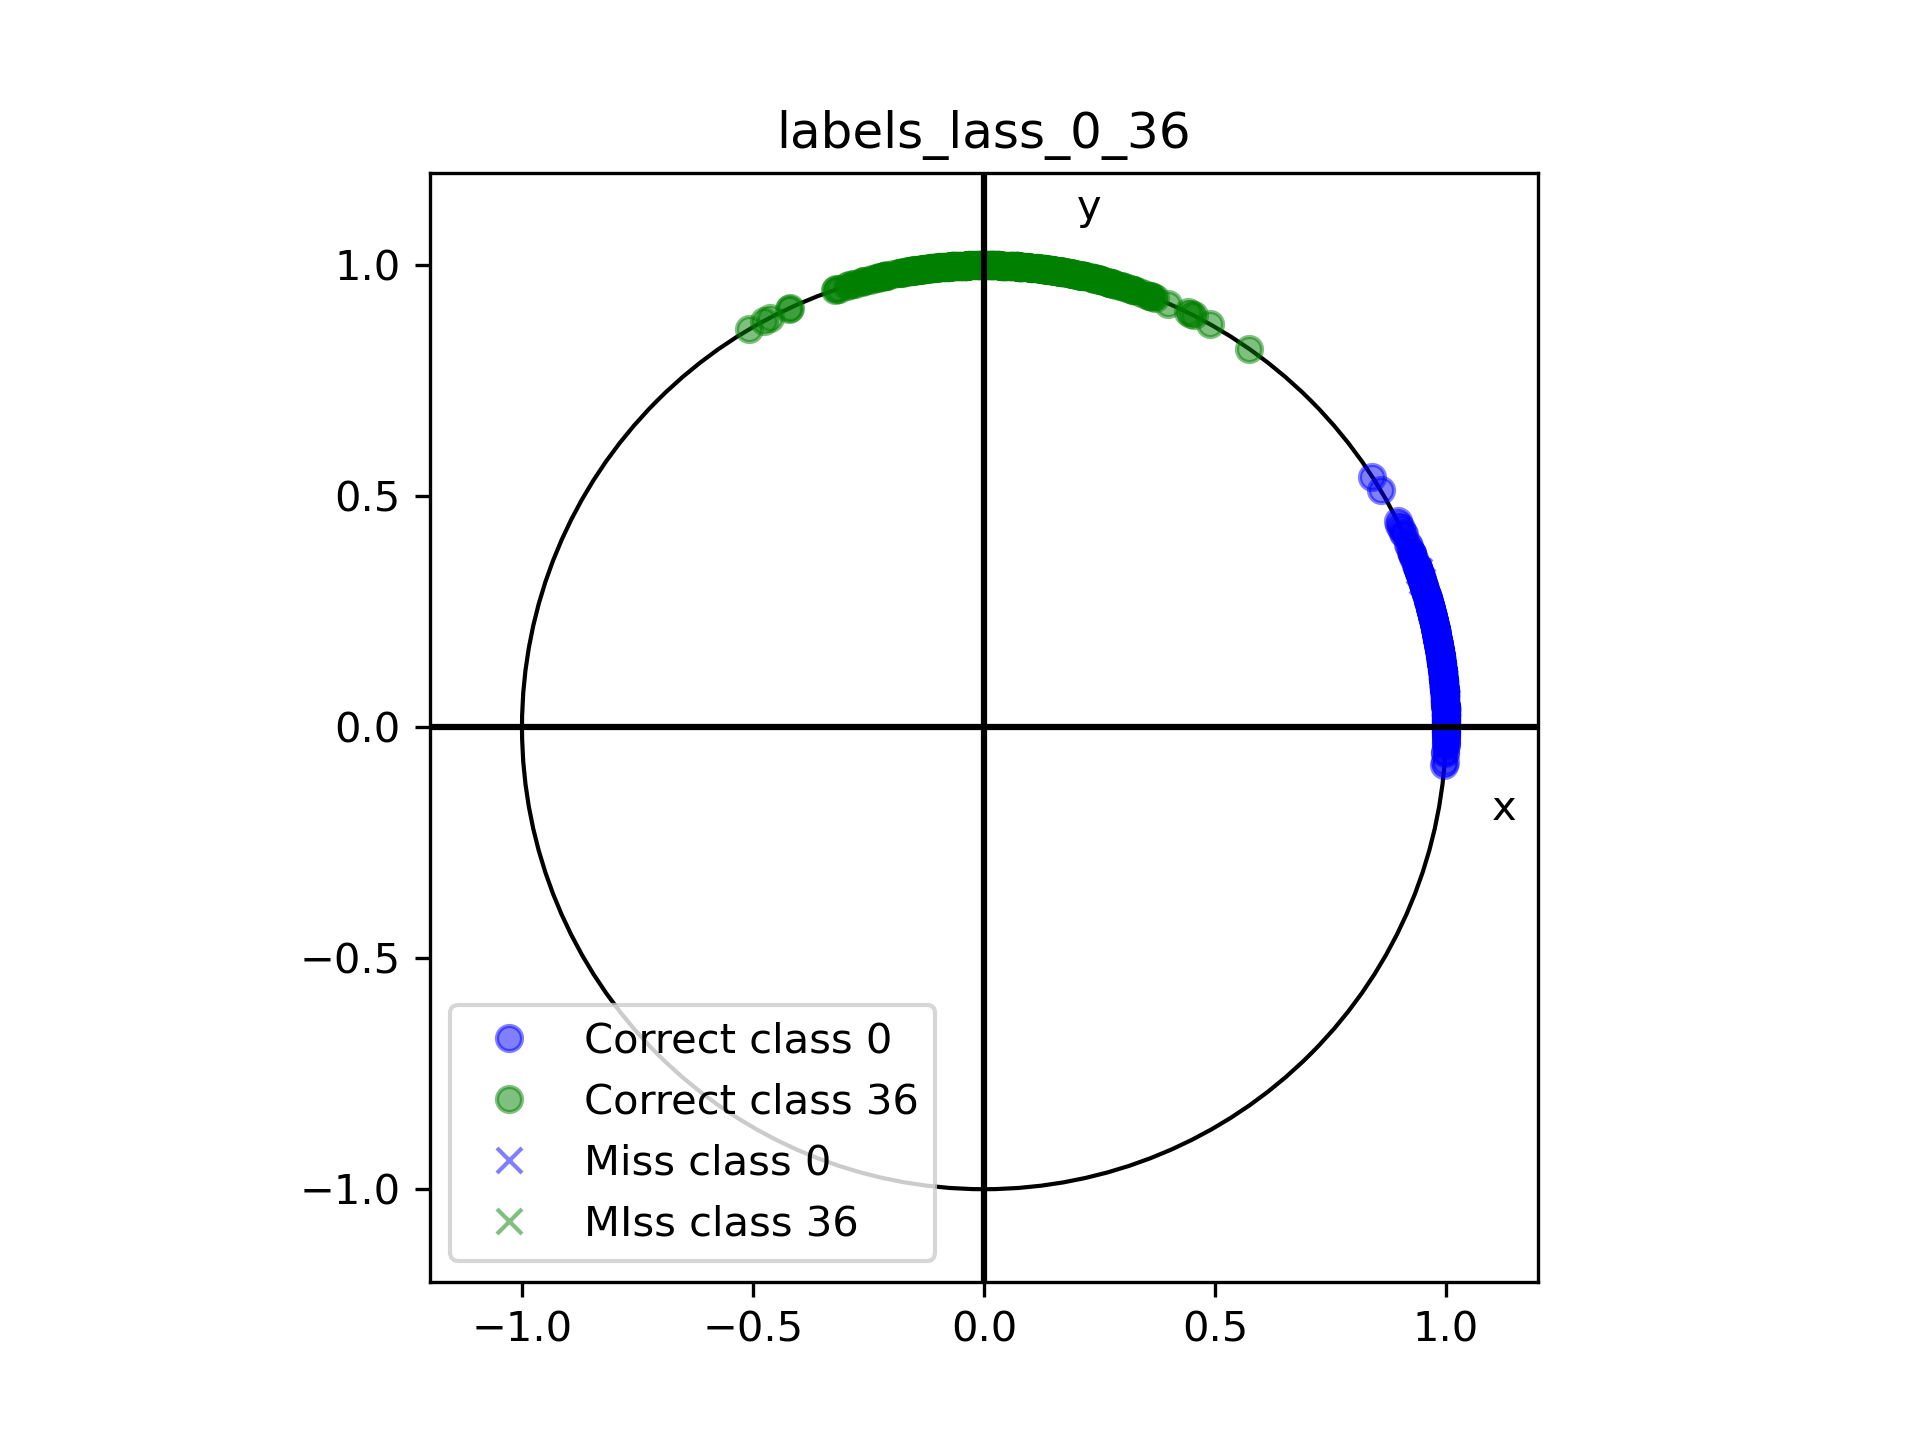 labels_lass_0_36
y
1.0
0.5
0.0
x
−0.5
−1.0
Correct class 0
Correct class 36
Miss class 0
MIss class 36
−1.0 −0.5 0.0 0.5 1.0